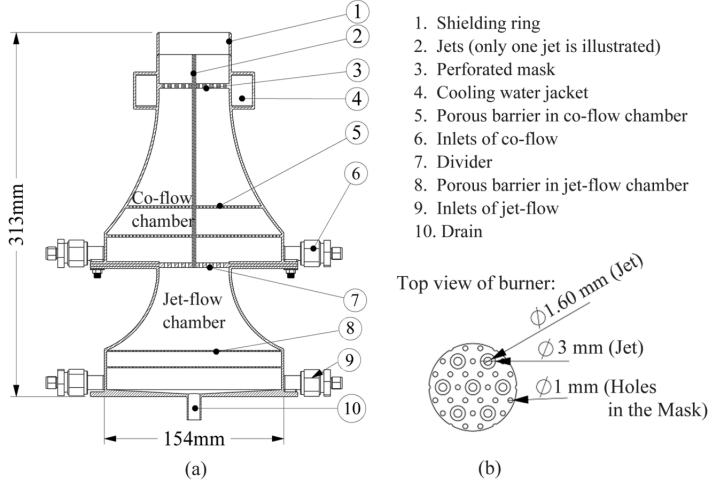 1
2
3
4
5
6
7
8
9
10
313mm
Co-flow
chamber
Jet-flow
chamber
154mm
(a)
1. Shielding ring
2. Jets (only one jet is illustrated)
3. Perforated mask
4. Cooling water jacket
5. Porous barrier in co-flow chamber
6. Inlets of co-flow
7. Divider
8. Porous barrier in jet-flow chamber
9. Inlets of jet-flow
10. Drain
Top view of burner:
∅1.60 mm (Jet)
∅ 3 mm (Jet)
∅1 mm (Holes
in the Mask)
(b)